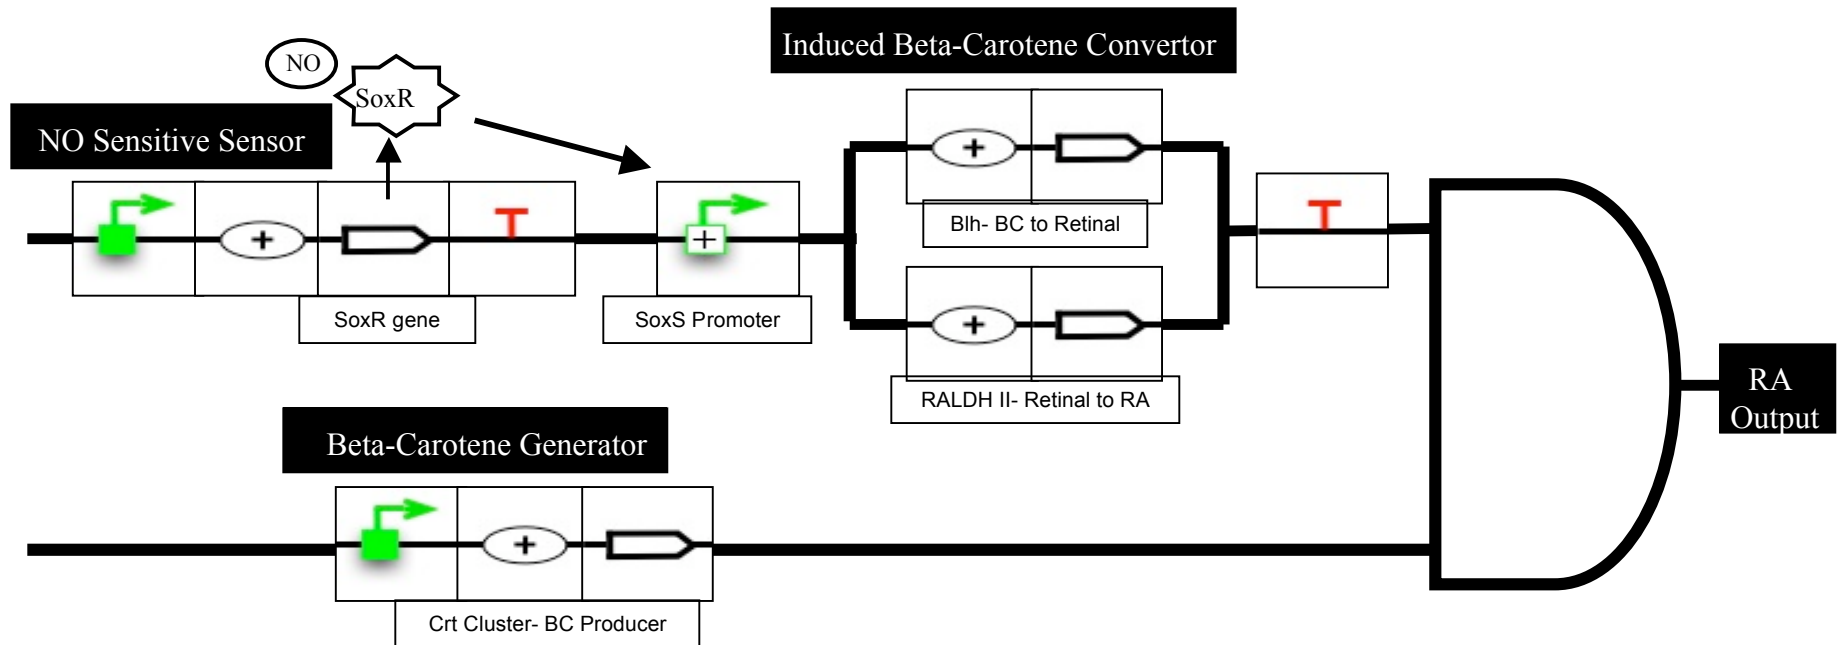 Induced Beta-Carotene Convertor
NO
SoxR
NO Sensitive Sensor
+
+
+
+
Blh- BC to Retinal
SoxR gene
SoxS Promoter
RALDH II- Retinal to RA
RA
Output
Beta-Carotene Generator
+
Crt Cluster- BC Producer